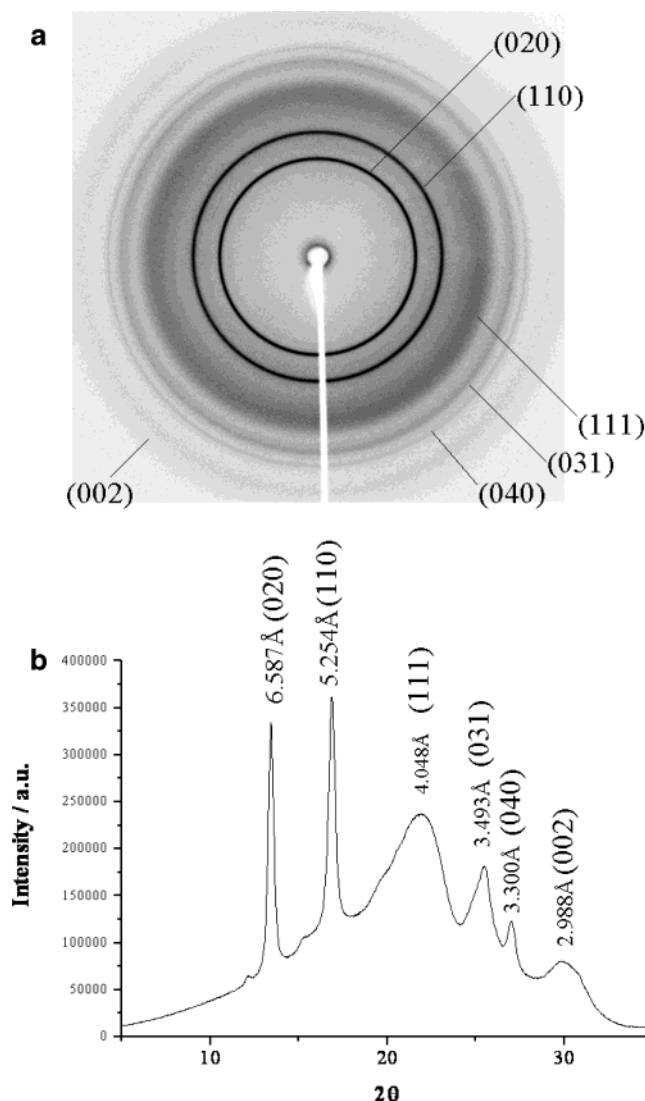 a
(020)
(110)
(111)
(031)
(040)
(002)
b
6.587Å (020)
5.254Å (110)
4.048Å (111)
3.493Å (031)
3.300Å (040)
2.988Å (002)
400000
350000
300000
250000
200000
150000
100000
50000
0
Intensity / a.u.
10
20
30
2θ